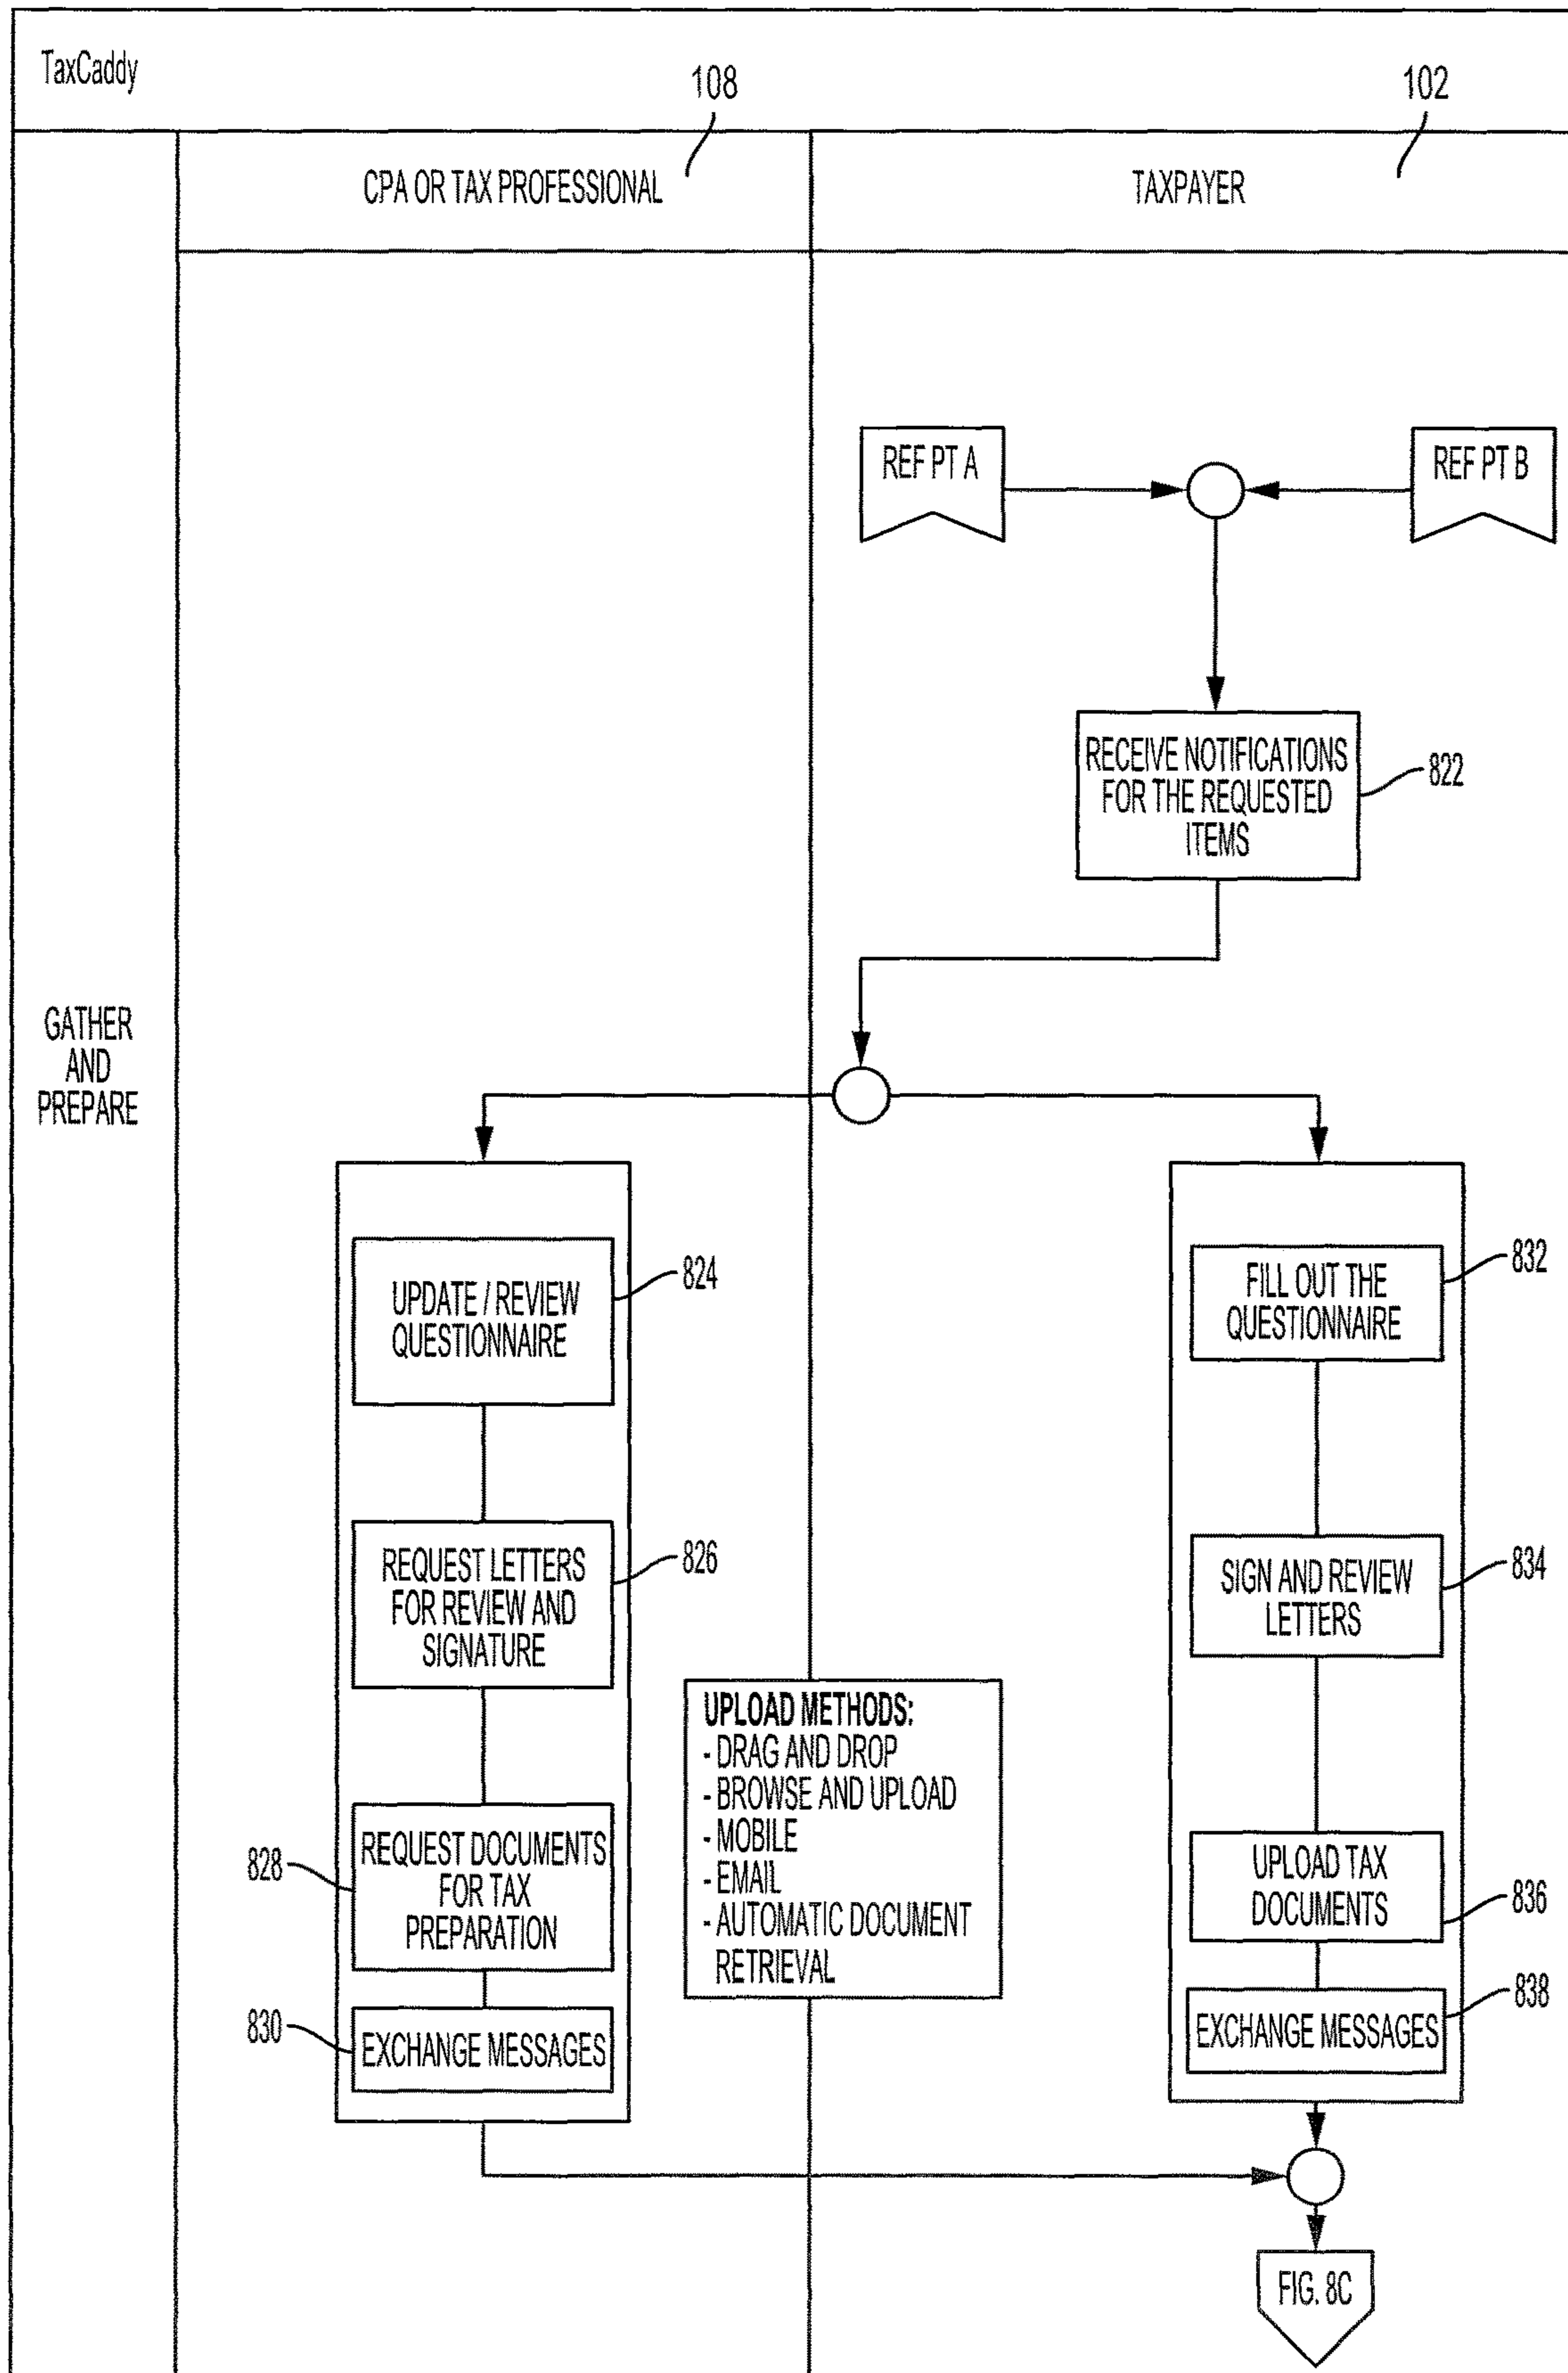 TaxCaddy
108
102
CPA OR TAX PROFESSIONAL
TAXPAYER
REF PT A
REF PT B
RECEIVE NOTIFICATIONS
FOR THE REQUESTED
ITEMS
822
GATHER
AND
PREPARE
UPDATE / REVIEW
QUESTIONNAIRE
824
FILL OUT THE
QUESTIONNAIRE
832
REQUEST LETTERS
FOR REVIEW AND
SIGNATURE
826
SIGN AND REVIEW
LETTERS
834
UPLOAD METHODS:
- DRAG AND DROP
- BROWSE AND UPLOAD
- MOBILE
- EMAIL
- AUTOMATIC DOCUMENT
RETRIEVAL
828
REQUEST DOCUMENTS
FOR TAX
PREPARATION
UPLOAD TAX
DOCUMENTS
836
830
EXCHANGE MESSAGES
EXCHANGE MESSAGES
838
FIG. 8C